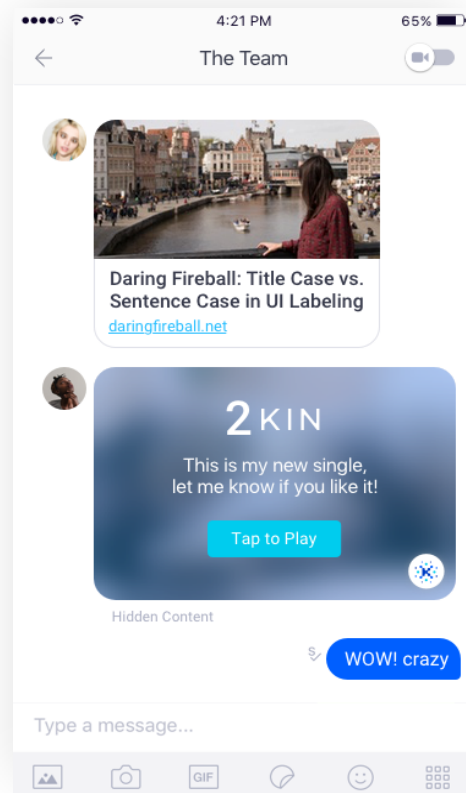 4:21 PM
65%
The Team
Daring Fireball: Title Case vs.
Sentence Case in UI Labeling
daringfireball.net
2 KIN
This is my new single,
let me know if you like it!
Tap to Play
K
Hidden Content
S
WOW! crazy
Type a message...
GIF